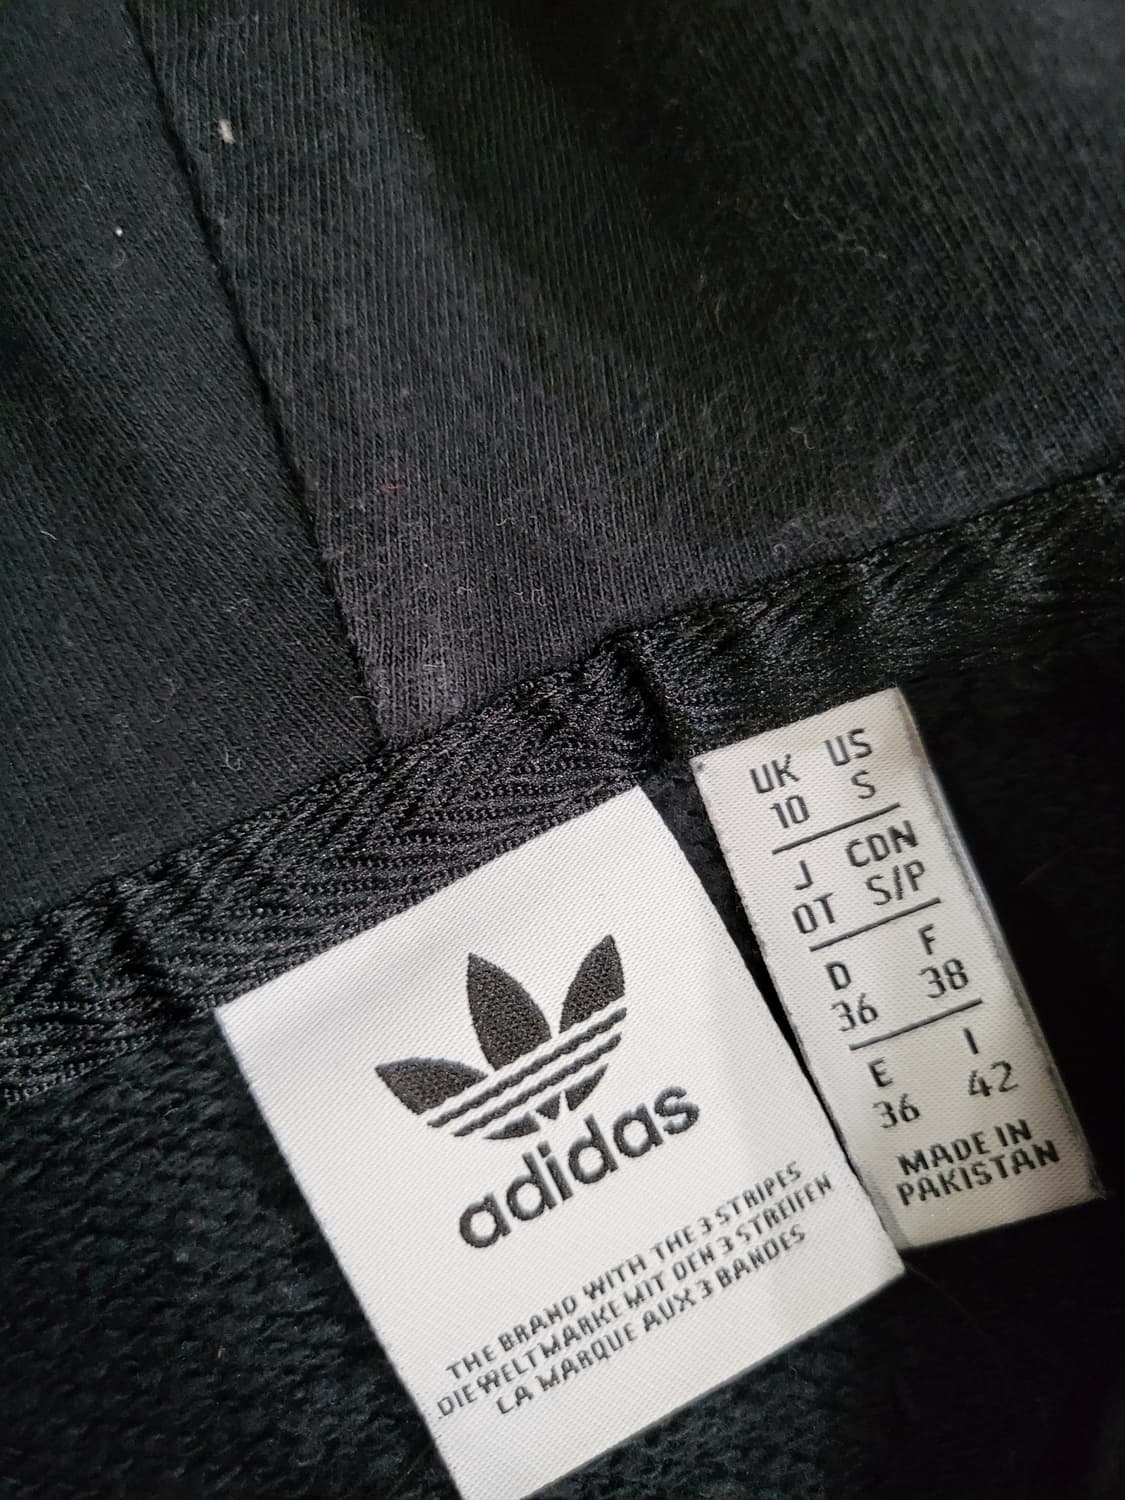 adidas
THE BRAND WITH THE 3 STRIPES
DIE WELTMARKE MIT DEN 3 STREIFEN
LA MARQUE AUX 3 BANDES
UK US
10 S
J CDN
OT S/P
D F
36 38
E I
36 42
MADE IN
PAKISTAN